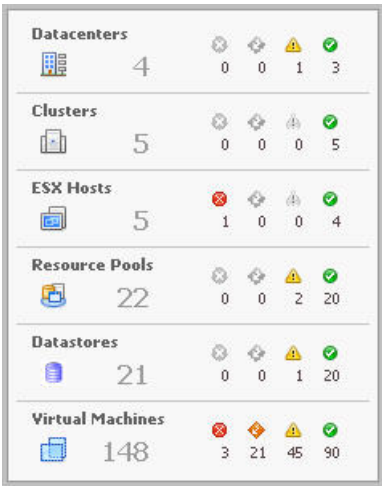 Datacenters
4
0 0 1 3
Clusters
5
0 0 0 5
ESX Hosts
5
1 0 0 4
Resource Pools
22
0 0 2 20
Datastores
21
0 0 1 20
Virtual Machines
148
3 21 45 90